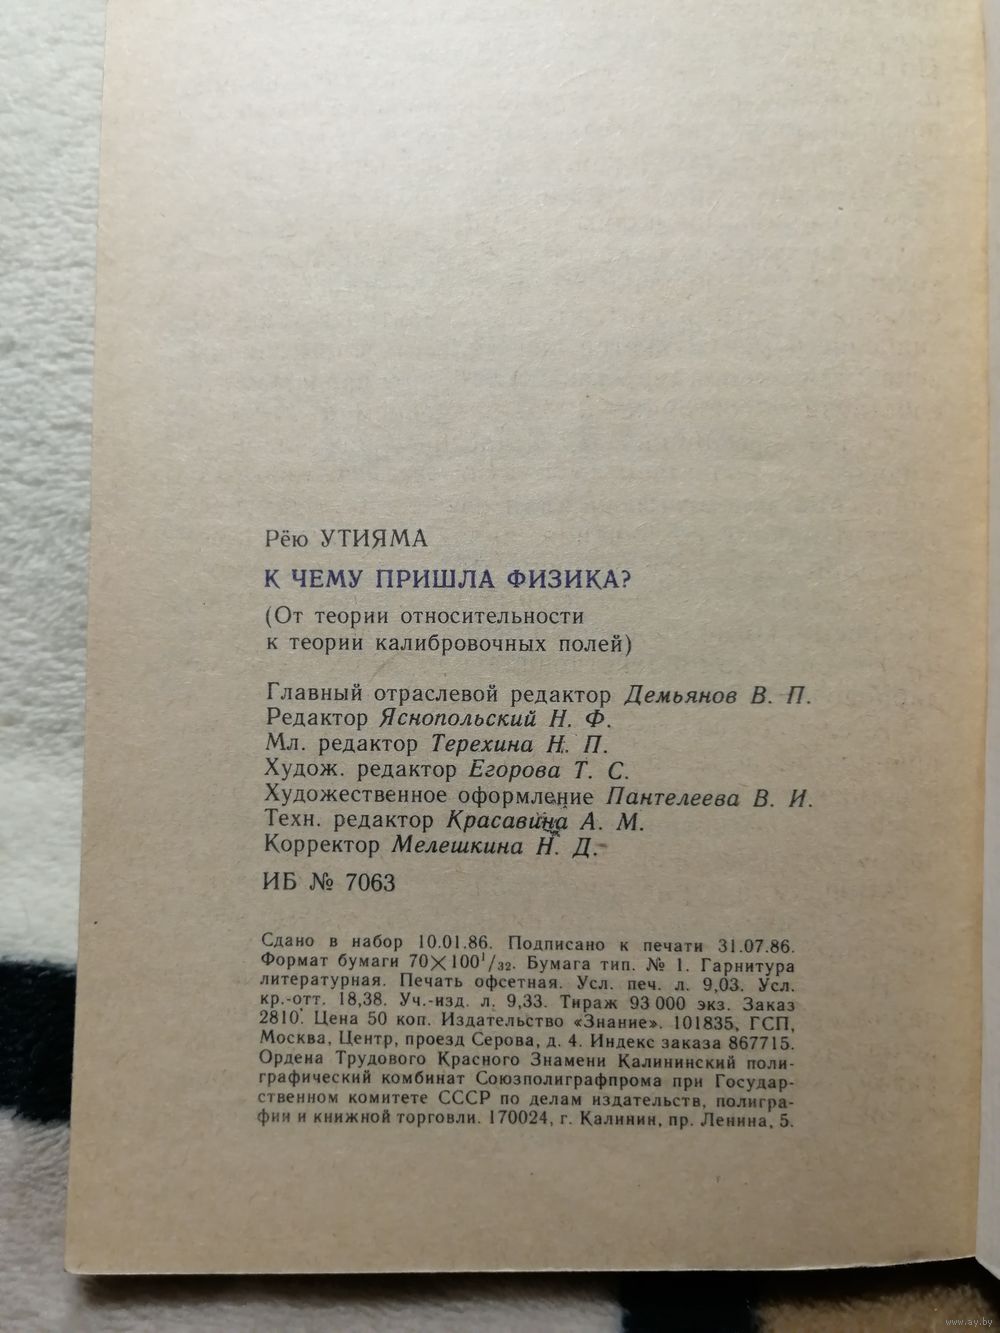 Рёю УТИЯМА
К ЧЕМУ ПРИШЛА ФИЗИКА?
(От теории относительности
к теории калибровочных полей)
Главный отраслевой редактор Демьянов В. П.
Редактор Яснопольский Н. Ф.
Мл. редактор Терехина Н. П.
Худож. редактор Егорова Т. С.
Художественное оформление Пантелеева В. И.
Техн. редактор Красавина А. М.
Корректор Мелешкина Н. Д.
ИБ № 7063
Сдано в набор 10.01.86. Подписано к печати 31.07.86.
Формат бумаги 70×100¹/₃₂. Бумага тип. № 1. Гарнитура
литературная. Печать офсетная. Усл. печ. л. 9,03. Усл.
кр.-отт. 18,38. Уч.-изд. л. 9,33. Тираж 93 000 экз. Заказ
2810. Цена 50 коп. Издательство «Знание». 101835, ГСП,
Москва, Центр, проезд Серова, д. 4. Индекс заказа 867715.
Ордена Трудового Красного Знамени Калининский поли-
графический комбинат Союзполиграфпрома при Государ-
ственном комитете СССР по делам издательств, полигра-
фии и книжной торговли. 170024, г. Калинин, пр. Ленина, 5.
www.ay.by